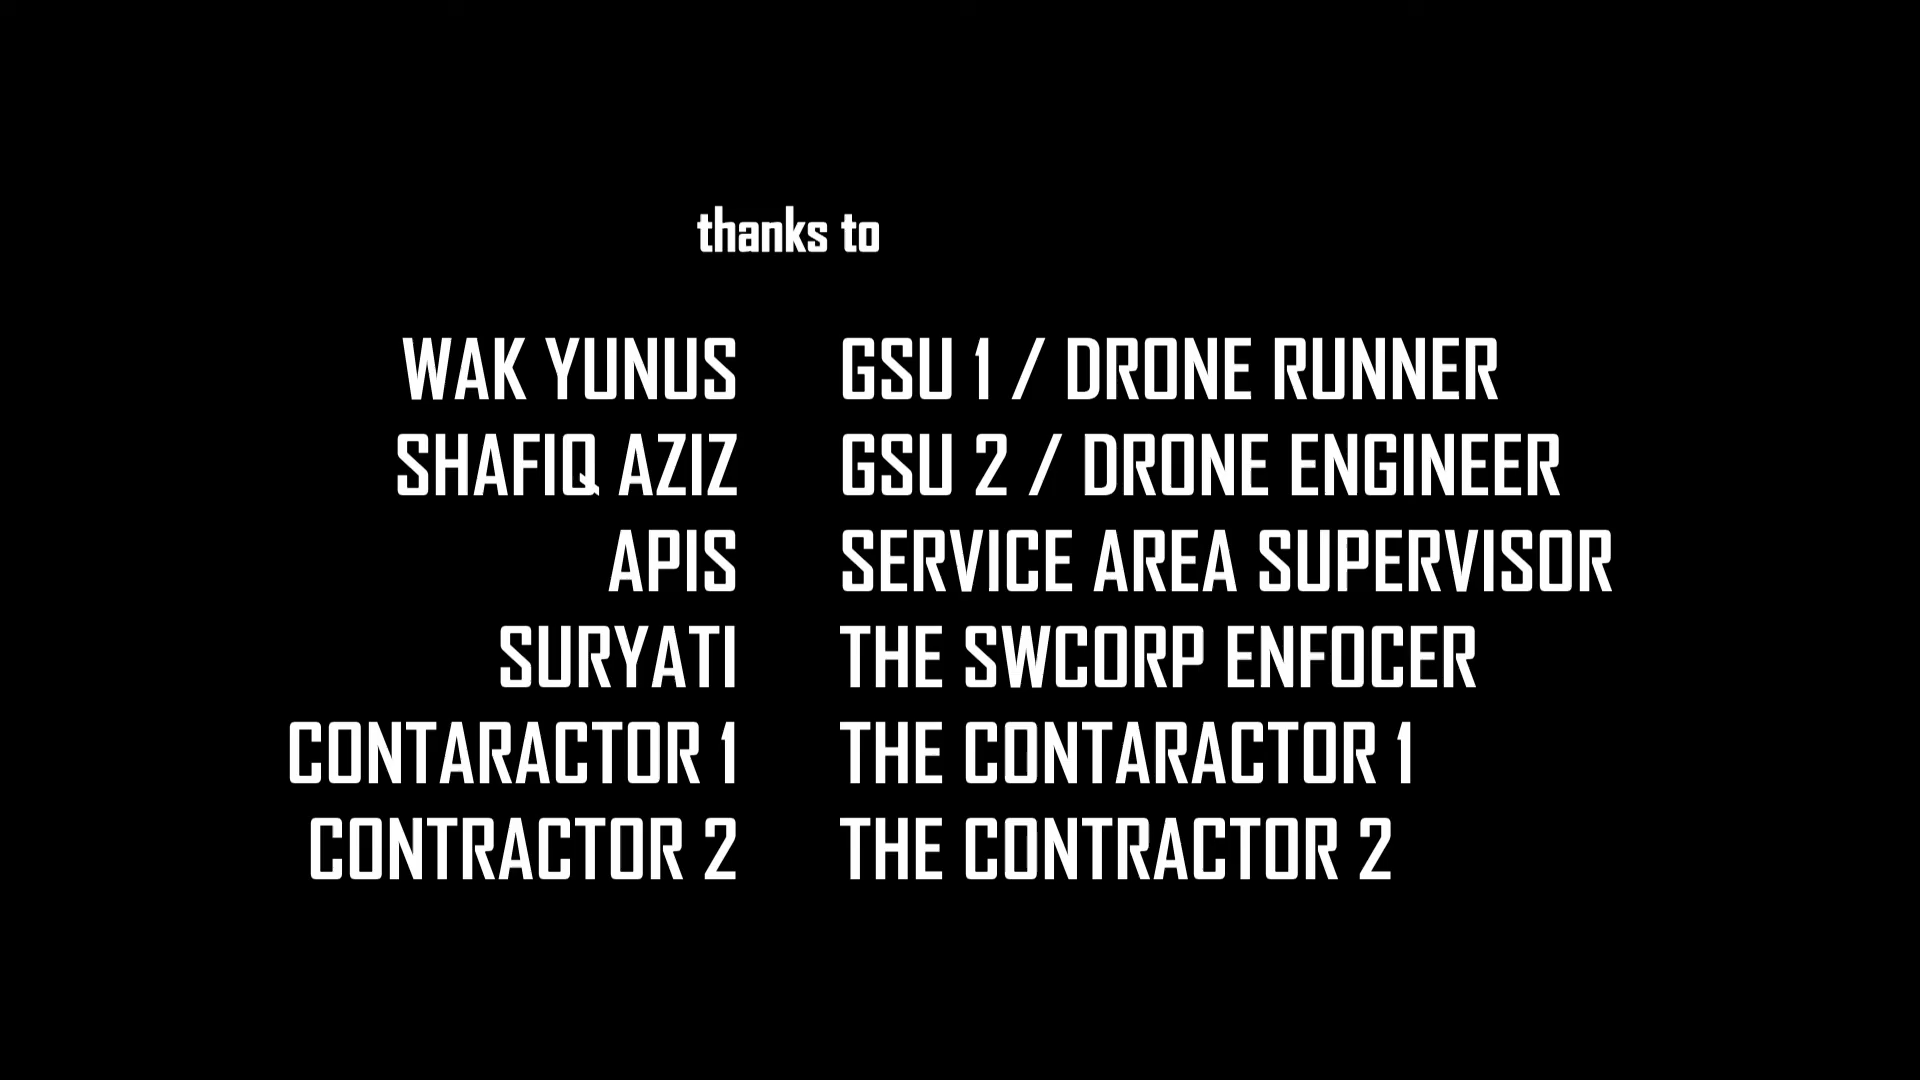 thanks to
WAK YUNUS GSU 1 / DRONE RUNNER
SHAFIQ AZIZ GSU 2 / DRONE ENGINEER
APIS SERVICE AREA SUPERVISOR
SURYATI THE SWCORP ENFOCER
CONTARACTOR 1 THE CONTARACTOR 1
CONTRACTOR 2 THE CONTRACTOR 2